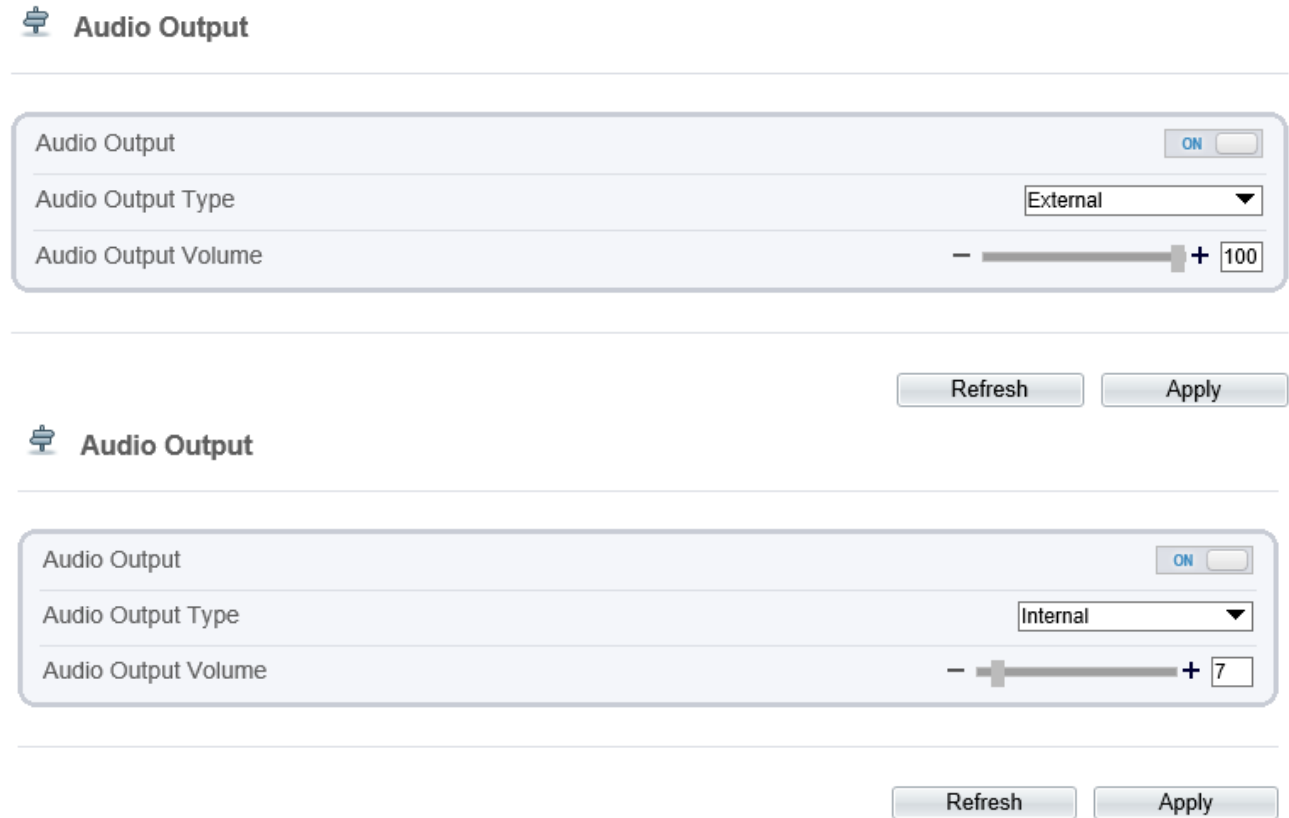 Audio Output
Audio Output ON
Audio Output Type External
Audio Output Volume − + 100
Refresh Apply
Audio Output
Audio Output ON
Audio Output Type Internal
Audio Output Volume − + 7
Refresh Apply